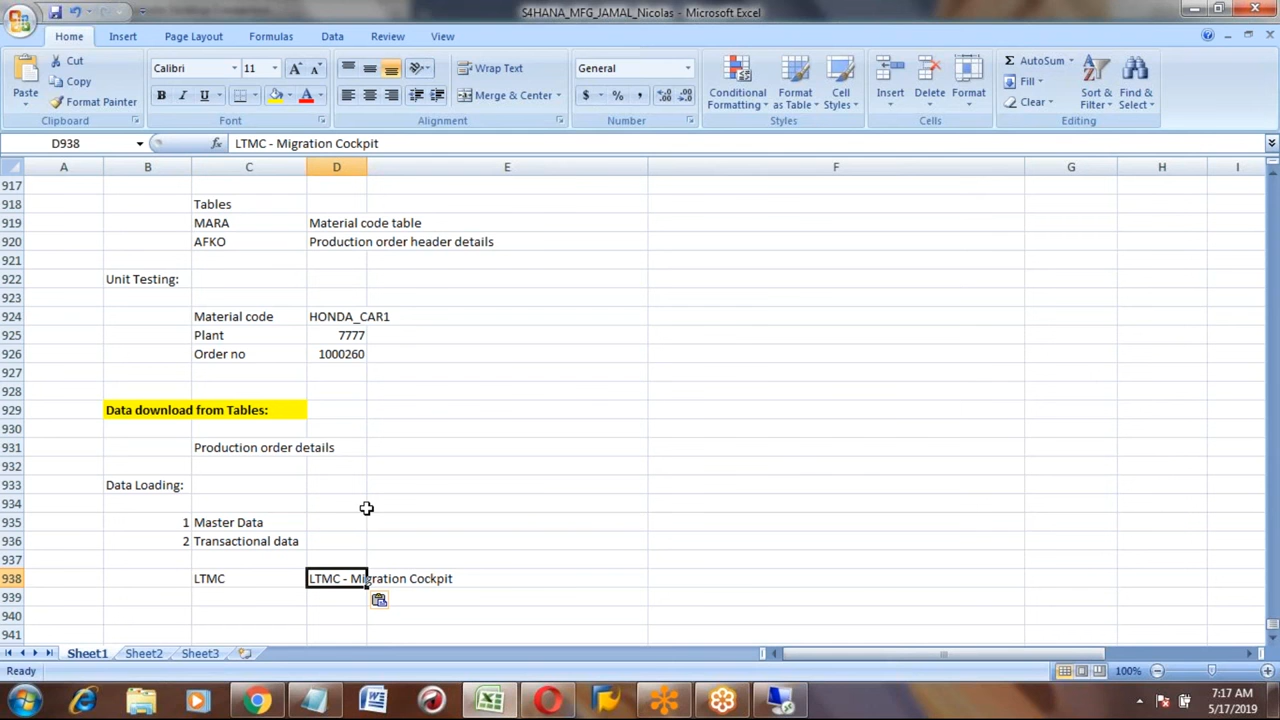 S4HANA_MFG_JAMAL_Nicolas - Microsoft Excel
Home Insert Page Layout Formulas Data Review View
Paste
Cut
Copy
Format Painter
Clipboard
Calibri 11
B I U
Font
Wrap Text
Merge & Center
Alignment
General
$ % ,
Number
Conditional Formatting
Format as Table
Cell Styles
Styles
Insert Delete Format
Cells
AutoSum
Fill
Clear
Sort & Filter
Find & Select
Editing
D938 fx LTMC - Migration Cockpit
A B C D E F G H I
917
918 Tables
919 MARA Material code table
920 AFKO Production order header details
921
922 Unit Testing:
923
924 Material code HONDA_CAR1
925 Plant 7777
926 Order no 1000260
927
928
929 Data download from Tables:
930
931 Production order details
932
933 Data Loading:
934
935 1 Master Data
936 2 Transactional data
937
938 LTMC LTMC - Migration Cockpit
939
940
941
Sheet1 Sheet2 Sheet3
Ready 100%
7:17 AM
5/17/2019